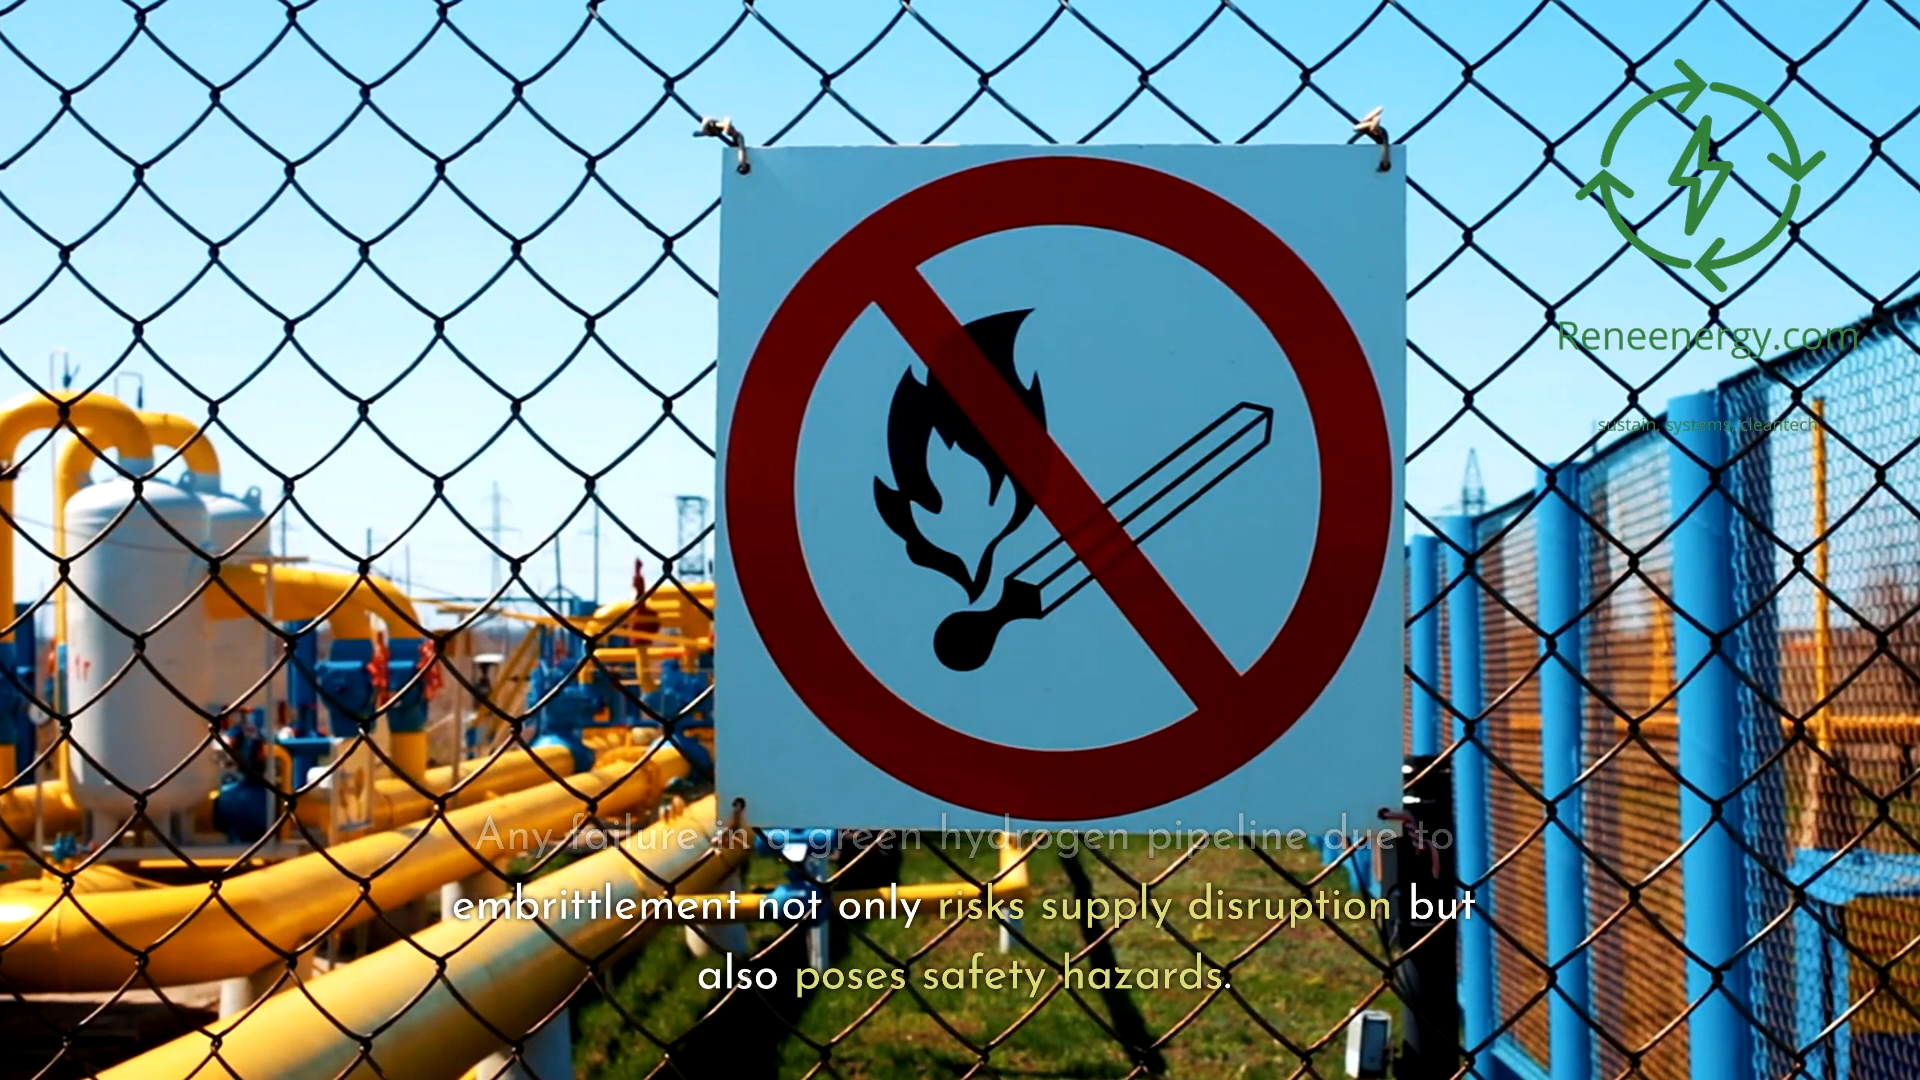 Reneenergy.com
sustain, systems, cleantech
Any failure in a green hydrogen pipeline due to
embrittlement not only risks supply disruption but
also poses safety hazards.